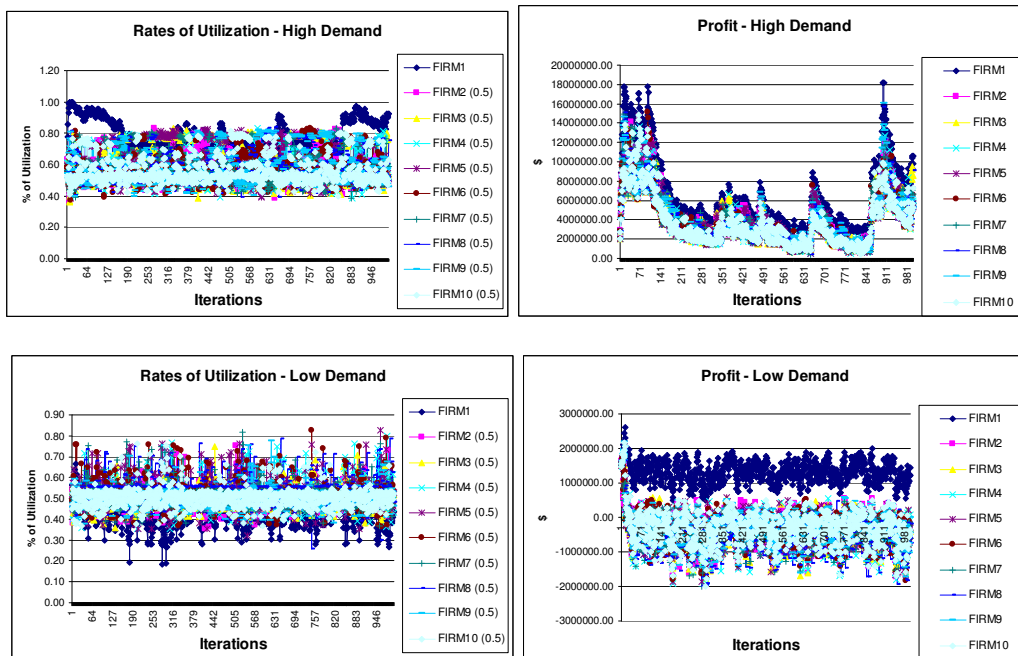 Rates of Utilization - High Demand
% of Utilization
1.20
1.00
0.80
0.60
0.40
0.20
0.00
1 64 127 190 253 316 379 442 505 568 631 694 757 820 883 946
Iterations
FIRM1
FIRM2 (0.5)
FIRM3 (0.5)
FIRM4 (0.5)
FIRM5 (0.5)
FIRM6 (0.5)
FIRM7 (0.5)
FIRM8 (0.5)
FIRM9 (0.5)
FIRM10 (0.5)
Profit - High Demand
$
20000000.00
18000000.00
16000000.00
14000000.00
12000000.00
10000000.00
8000000.00
6000000.00
4000000.00
2000000.00
0.00
1 71 141 211 281 351 421 491 561 631 701 771 841 911 981
Iterations
FIRM1
FIRM2
FIRM3
FIRM4
FIRM5
FIRM6
FIRM7
FIRM8
FIRM9
FIRM10
Rates of Utilization - Low Demand
% of Utilization
0.90
0.80
0.70
0.60
0.50
0.40
0.30
0.20
0.10
0.00
1 64 127 190 253 316 379 442 505 568 631 694 757 820 883 946
Iterations
FIRM1
FIRM2 (0.5)
FIRM3 (0.5)
FIRM4 (0.5)
FIRM5 (0.5)
FIRM6 (0.5)
FIRM7 (0.5)
FIRM8 (0.5)
FIRM9 (0.5)
FIRM10 (0.5)
Profit - Low Demand
$
3000000.00
2000000.00
1000000.00
0.00
-1000000.00
-2000000.00
-3000000.00
491 561 631 701 771
Iterations
FIRM1
FIRM2
FIRM3
FIRM4
FIRM5
FIRM6
FIRM7
FIRM8
FIRM9
FIRM10